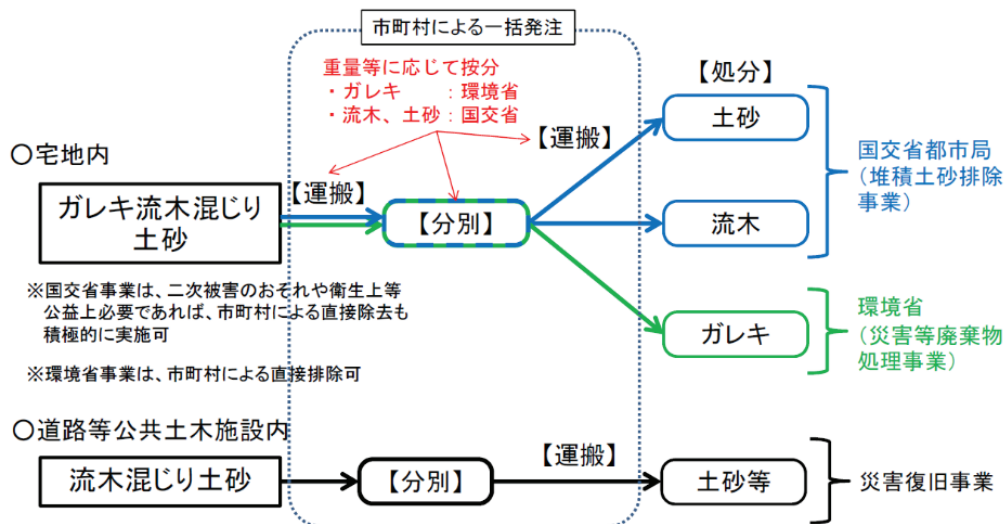 市町村による一括発注
重量等に応じて按分
・ガレキ　　：環境省
・流木、土砂：国交省
【処分】
土砂
【運搬】
国交省都市局
（堆積土砂排除
事業）
〇宅地内
ガレキ流木混じり
土砂
【運搬】
【分別】
流木
※国交省事業は、二次被害のおそれや衛生上等
公益上必要であれば、市町村による直接除去も
積極的に実施可
※環境省事業は、市町村による直接排除可
ガレキ
環境省
（災害等廃棄物
処理事業）
〇道路等公共土木施設内
流木混じり土砂
【分別】
【運搬】
土砂等
災害復旧事業